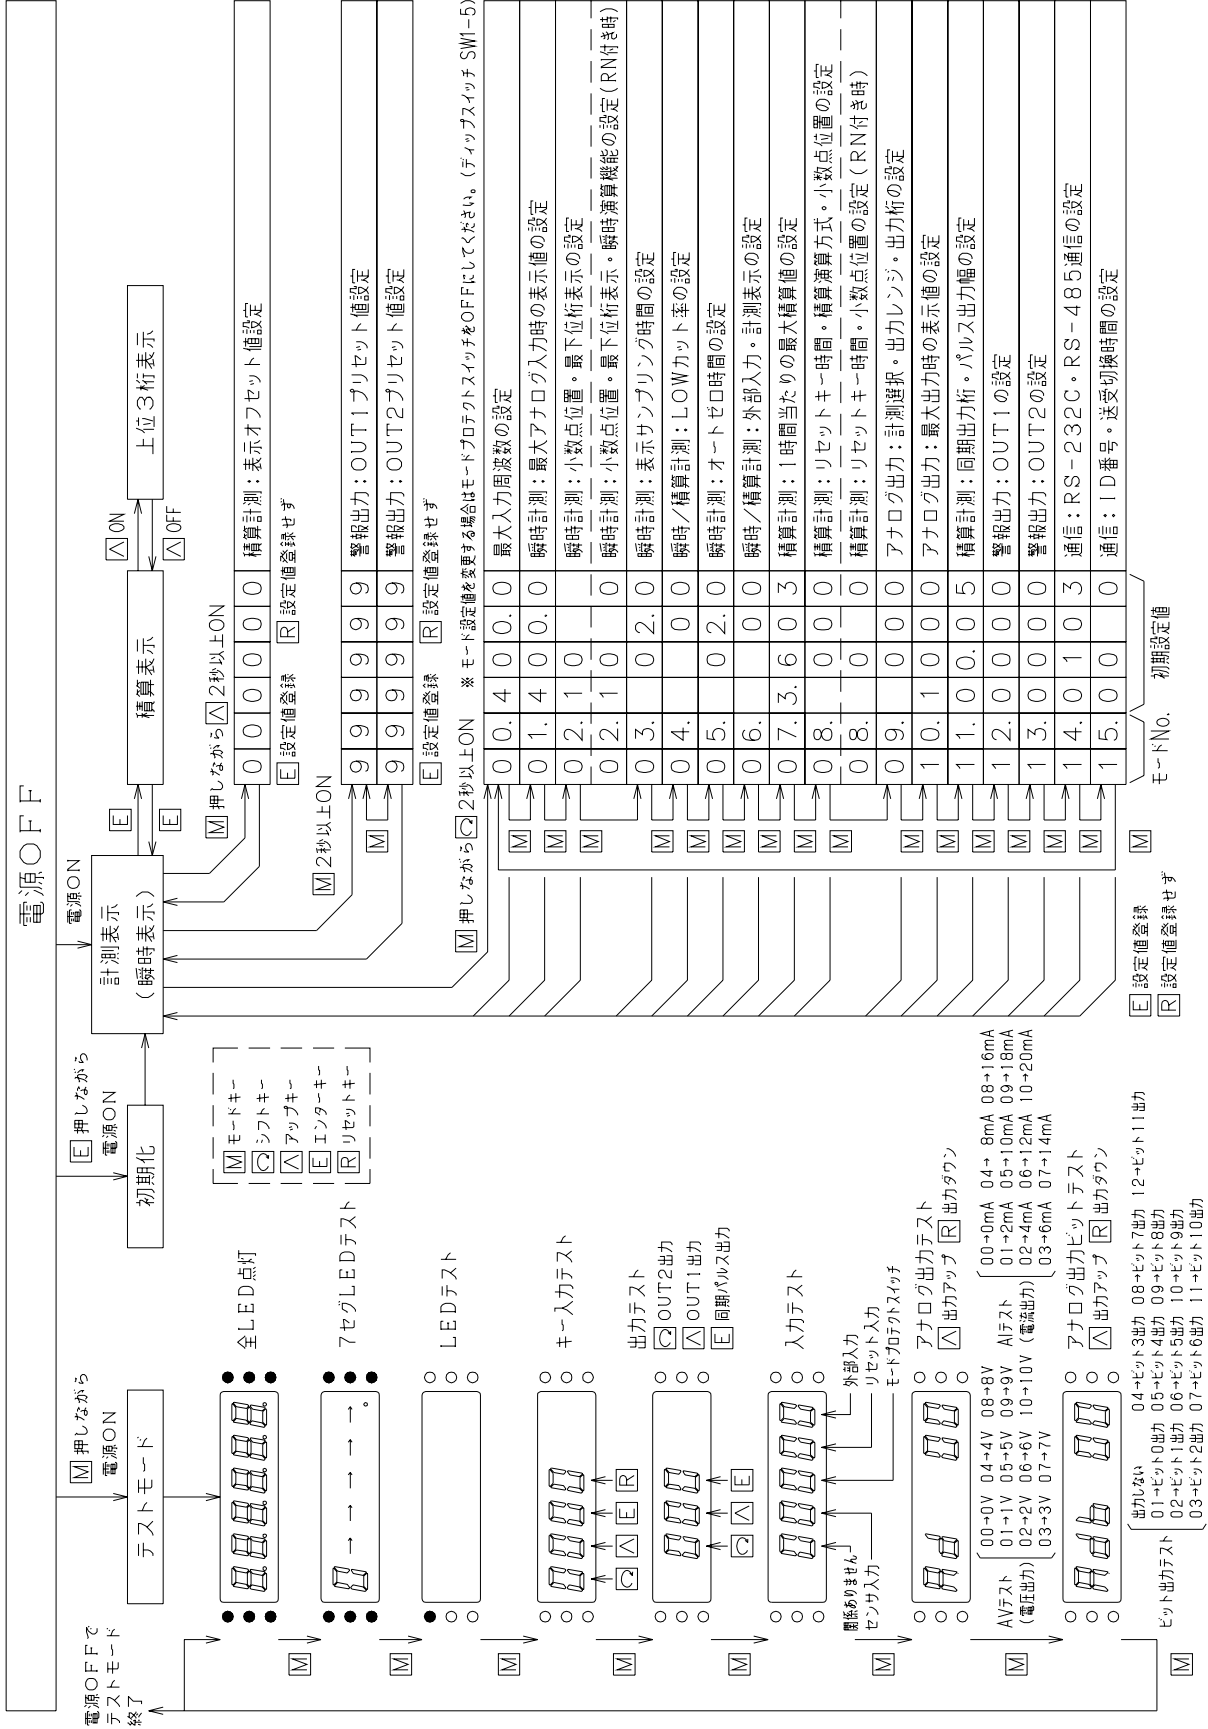 電源OFF
M 押しながら
電源ON
E 押しながら
電源ON
電源ON
電源OFFで
テストモード
終了
テストモード
初期化
計測表示
(瞬時表示)
E
E
積算表示
△ON
△OFF
上位3桁表示
M モードキー
シフトキー
∧ アップキー
E エンターキー
R リセットキー
全LED点灯
8.8.8.8.8.8.
M
7セグLEDテスト
0→→→→→。
M
LEDテスト
M
キー入力テスト
0000
∧ E R
M
出力テスト
OUT2出力
∧ OUT1出力
E 同期パルス出力
000
∧ E
M
入力テスト
00000
外部入力
リセット入力
モードプロテクトスイッチ
関係ありません
センサ入力
M
アナログ出力テスト
∧ 出力アップ R 出力ダウン
Ad 00
AVテスト
(電圧出力)
00→0V 04→4V 08→8V
01→1V 05→5V 09→9V
02→2V 06→6V 10→10V
03→3V 07→7V
AIテスト
(電流出力)
00→0mA 04→ 8mA 08→16mA
01→2mA 05→10mA 09→18mA
02→4mA 06→12mA 10→20mA
03→6mA 07→14mA
M
アナログ出力ビットテスト
∧ 出力アップ R 出力ダウン
Adb 00
ビット出力テスト
出力しない 04→ビット3出力 08→ビット7出力 12→ビット11出力
01→ビット0出力 05→ビット4出力 09→ビット8出力
02→ビット1出力 06→ビット5出力 10→ビット9出力
03→ビット2出力 07→ビット6出力 11→ビット10出力
M
M 押しながら ∧ 2秒以上ON
0 0 0 0 0 0 積算計測:表示オフセット値設定
E 設定値登録 R 設定値登録せず
M 2秒以上ON
9 9 9 9 9 9 警報出力:OUT1プリセット値設定
M
9 9 9 9 9 9 警報出力:OUT2プリセット値設定
E 設定値登録 R 設定値登録せず
M 押しながら 2秒以上ON
※ モード設定値を変更する場合はモードプロテクトスイッチをOFFにしてください。(ディップスイッチ SW1-5)
0 0. 4 0 0. 0 最大入力周波数の設定
M
0 1. 4 0 0. 0 瞬時計測:最大アナログ入力時の表示値の設定
M
0 2. 1 0 瞬時計測:小数点位置・最下位桁表示の設定
M
0 2. 1 0 0 瞬時計測:小数点位置・最下位桁表示・瞬時演算機能の設定(RN付き時)
0 3. 0 2. 0 瞬時計測:表示サンプリング時間の設定
M
0 4. 0 0 瞬時/積算計測:LOWカット率の設定
M
0 5. 0 2. 0 瞬時計測:オートゼロ時間の設定
M
0 6. 0 0 瞬時/積算計測:外部入力・計測表示の設定
M
0 7. 3. 6 0 3 積算計測:1時間当たりの最大積算値の設定
M
0 8. 0 0 0 積算計測:リセットキー時間・積算演算方式・小数点位置の設定
M
0 8. 0 0 0 積算計測:リセットキー時間・小数点位置の設定(RN付き時)
0 9. 0 0 0 アナログ出力:計測選択・出力レンジ・出力桁の設定
M
1 0. 1 0 0 0 アナログ出力:最大出力時の表示値の設定
M
1 1. 0 0. 0 5 積算計測:同期出力桁・パルス出力幅の設定
M
1 2. 0 0 0 0 警報出力:OUT1の設定
M
1 3. 0 0 0 0 警報出力:OUT2の設定
M
1 4. 0 1 0 3 通信:RS-232C・RS-485通信の設定
M
1 5. 0 0 0 通信:ID番号・送受切換時間の設定
M
モードNo. 初期設定値
E 設定値登録
R 設定値登録せず